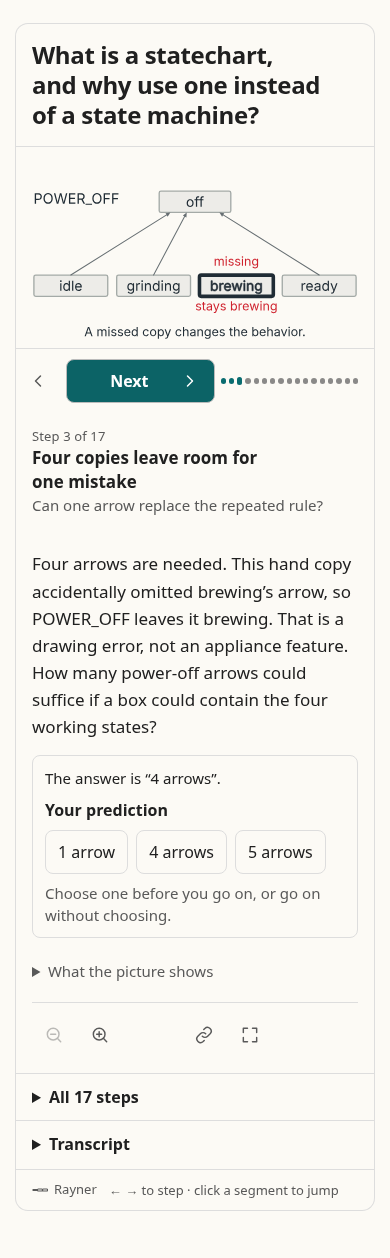 What is a statechart,
and why use one instead
of a state machine?
POWER_OFF
off
missing
idle
grinding
brewing
ready
stays brewing
A missed copy changes the behavior.
Next
Step 3 of 17
Four copies leave room for
one mistake
Can one arrow replace the repeated rule?
Four arrows are needed. This hand copy
accidentally omitted brewing’s arrow, so
POWER_OFF leaves it brewing. That is a
drawing error, not an appliance feature.
How many power-off arrows could
suffice if a box could contain the four
working states?
The answer is “4 arrows”.
Your prediction
1 arrow
4 arrows
5 arrows
Choose one before you go on, or go on
without choosing.
What the picture shows
All 17 steps
Transcript
Rayner ← → to step · click a segment to jump